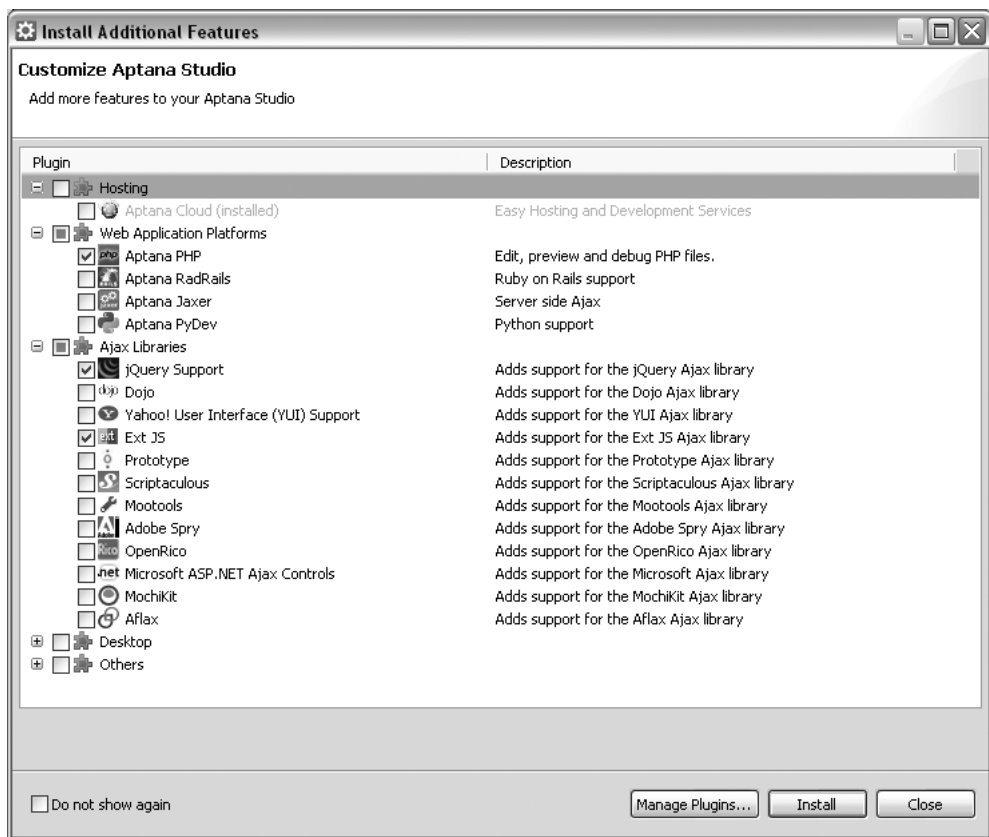 Install Additional Features
Customize Aptana Studio
Add more features to your Aptana Studio
Plugin Description
Hosting
Aptana Cloud (installed) Easy Hosting and Development Services
Web Application Platforms
php Aptana PHP Edit, preview and debug PHP files.
RAILS Aptana RadRails Ruby on Rails support
Aptana Jaxer Server side Ajax
Aptana PyDev Python support
Ajax Libraries
jQuery Support Adds support for the jQuery Ajax library
dojo Dojo Adds support for the Dojo Ajax library
Yahoo! User Interface (YUI) Support Adds support for the YUI Ajax library
ext Ext JS Adds support for the Ext JS Ajax library
Prototype Adds support for the Prototype Ajax library
Scriptaculous Adds support for the Scriptaculous Ajax library
Mootools Adds support for the Mootools Ajax library
Adobe Spry Adds support for the Adobe Spry Ajax library
Rico OpenRico Adds support for the OpenRico Ajax library
.net Microsoft ASP.NET Ajax Controls Adds support for the Microsoft Ajax library
MochiKit Adds support for the MochiKit Ajax library
Aflax Adds support for the Aflax Ajax library
Desktop
Others
Do not show again Manage Plugins... Install Close